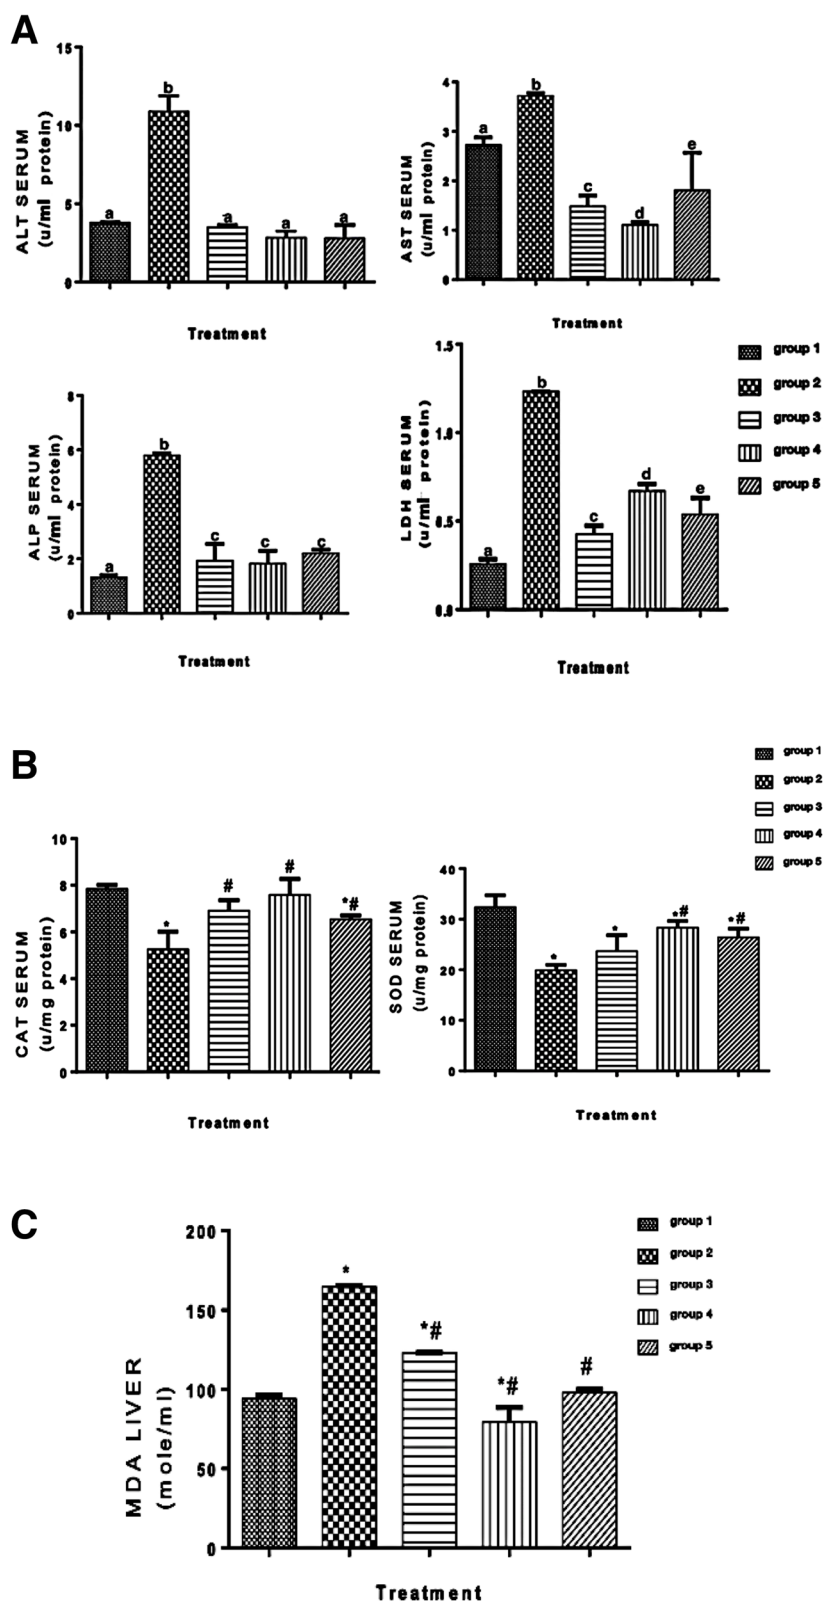 A
ALT SERUM
(u/ml protein)
15
10
5
0
a
b
a
a
a
Treatment
AST SERUM
(u/ml protein)
4
3
2
1
0
a
b
c
d
e
Treatment
ALP SERUM
(u/ml protein)
8
6
4
2
0
a
b
c
c
c
Treatment
LDH SERUM
(u/ml protein)
1.5
1.0
0.5
0.0
a
b
c
d
e
Treatment
group 1
group 2
group 3
group 4
group 5
B
CAT SERUM
(u/mg protein)
10
8
6
4
2
0
*
#
#
*#
Treatment
SOD SERUM
(u/mg protein)
40
30
20
10
0
*
*
*#
*#
Treatment
group 1
group 2
group 3
group 4
group 5
C
MDA LIVER
(mole/ml)
200
150
100
50
0
*
*#
*#
#
Treatment
group 1
group 2
group 3
group 4
group 5